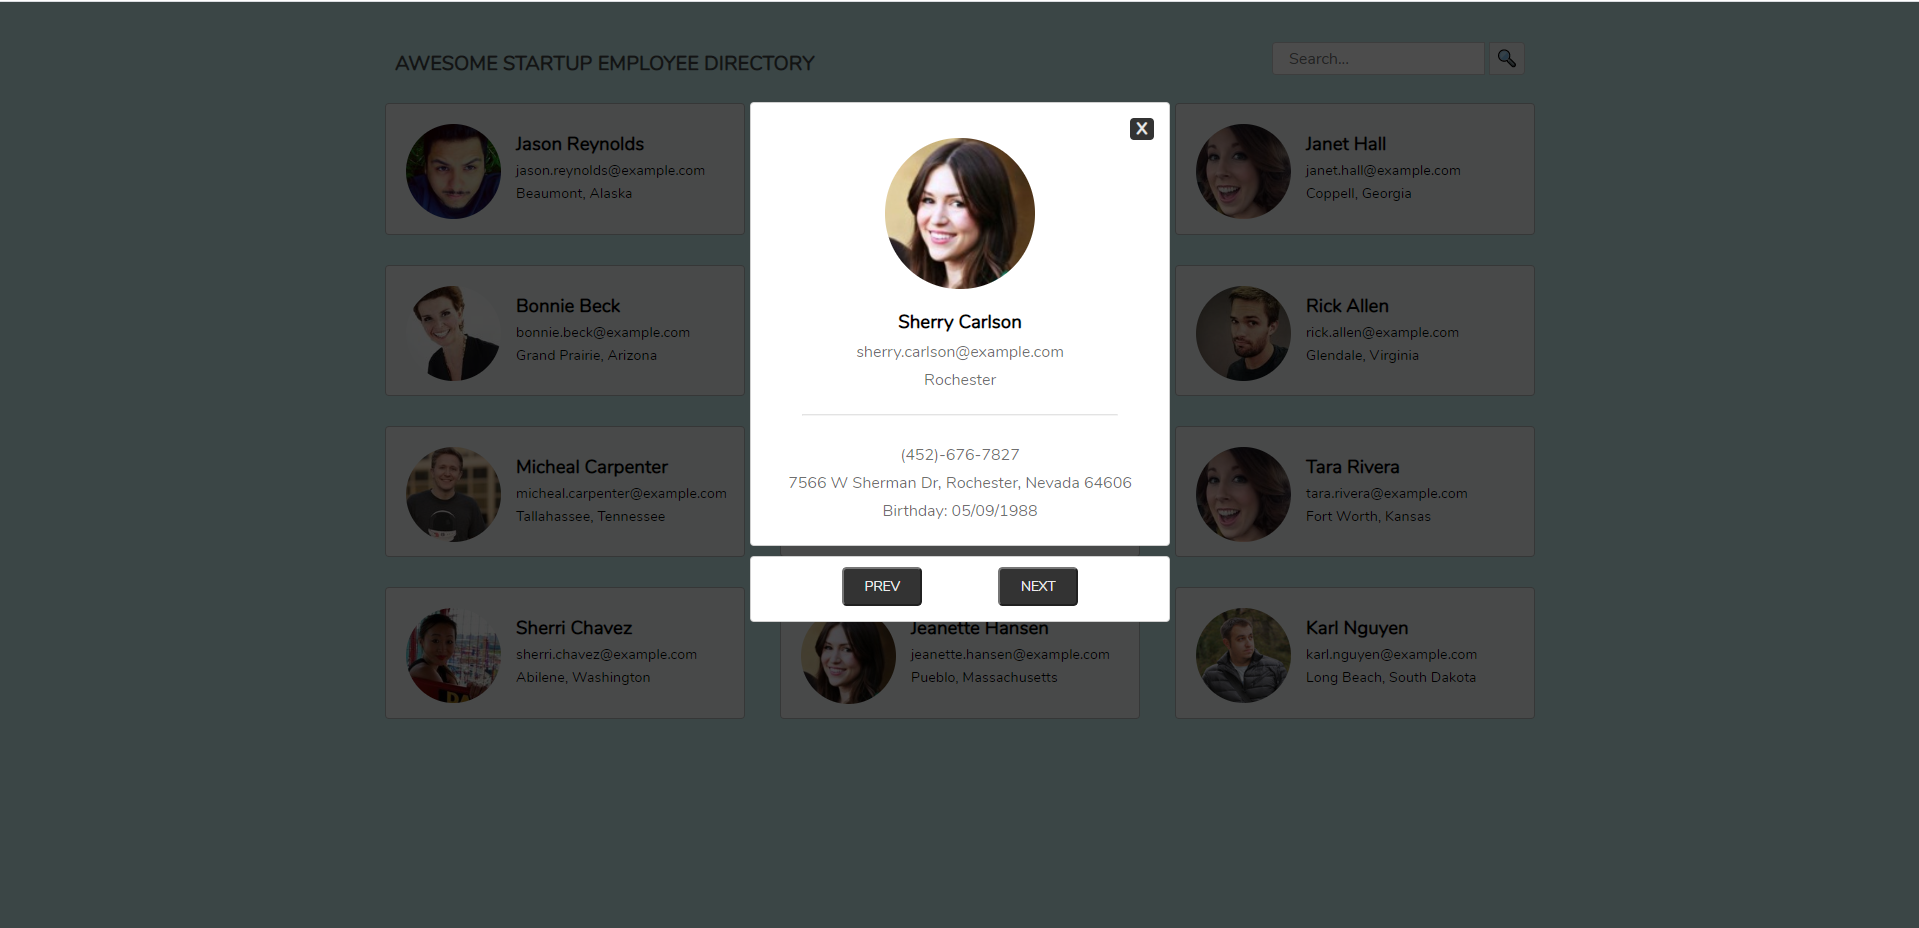 AWESOME STARTUP EMPLOYEE DIRECTORY
Search...
Jason Reynolds
jason.reynolds@example.com
Beaumont, Alaska
X
Sherry Carlson
sherry.carlson@example.com
Rochester
(452)-676-7827
7566 W Sherman Dr, Rochester, Nevada 64606
Birthday: 05/09/1988
PREV
NEXT
Janet Hall
janet.hall@example.com
Coppell, Georgia
Bonnie Beck
bonnie.beck@example.com
Grand Prairie, Arizona
Rick Allen
rick.allen@example.com
Glendale, Virginia
Micheal Carpenter
micheal.carpenter@example.com
Tallahassee, Tennessee
Tara Rivera
tara.rivera@example.com
Fort Worth, Kansas
Sherri Chavez
sherri.chavez@example.com
Abilene, Washington
Jeanette Hansen
jeanette.hansen@example.com
Pueblo, Massachusetts
Karl Nguyen
karl.nguyen@example.com
Long Beach, South Dakota